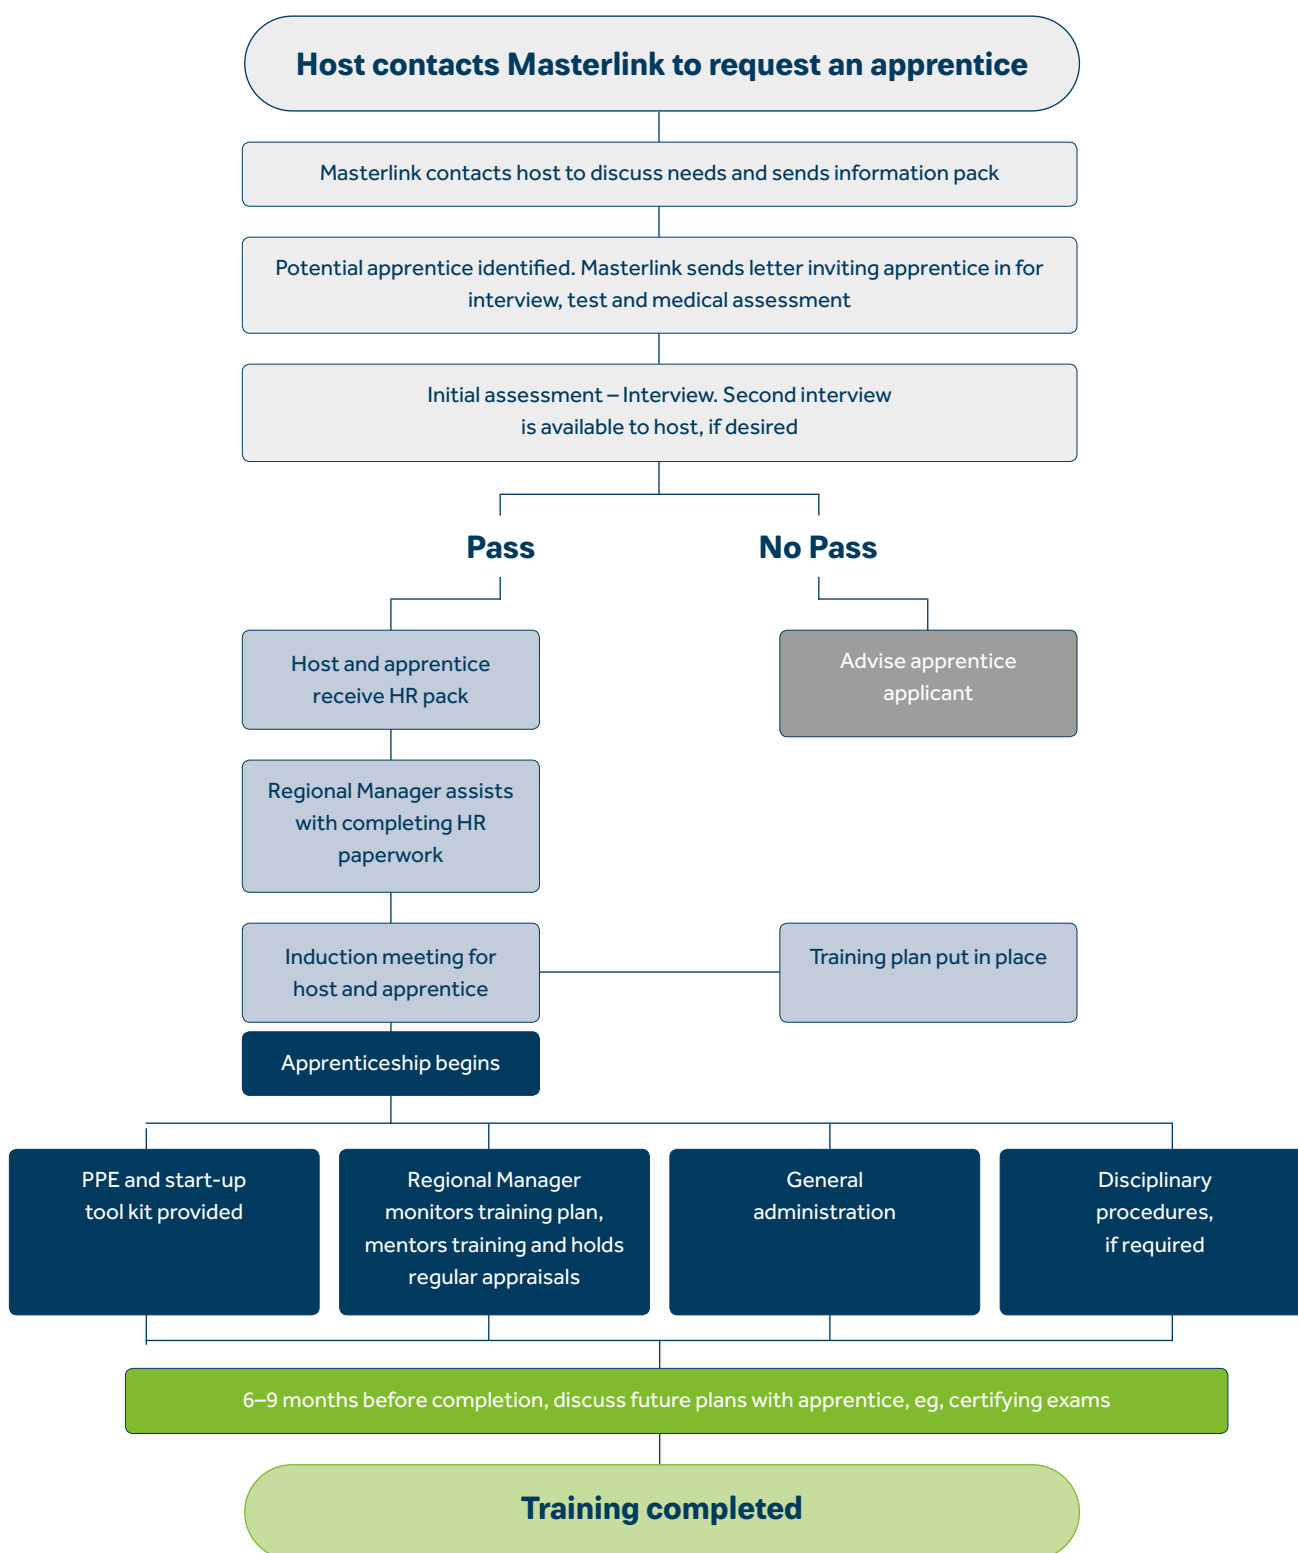 Host contacts Masterlink to request an apprentice
Masterlink contacts host to discuss needs and sends information pack
Potential apprentice identified. Masterlink sends letter inviting apprentice in for
interview, test and medical assessment
Initial assessment – Interview. Second interview
is available to host, if desired
Pass
No Pass
Host and apprentice
receive HR pack
Advise apprentice
applicant
Regional Manager assists
with completing HR
paperwork
Induction meeting for
host and apprentice
Training plan put in place
Apprenticeship begins
PPE and start-up
tool kit provided
Regional Manager
monitors training plan,
mentors training and holds
regular appraisals
General
administration
Disciplinary
procedures,
if required
6–9 months before completion, discuss future plans with apprentice, eg, certifying exams
Training completed